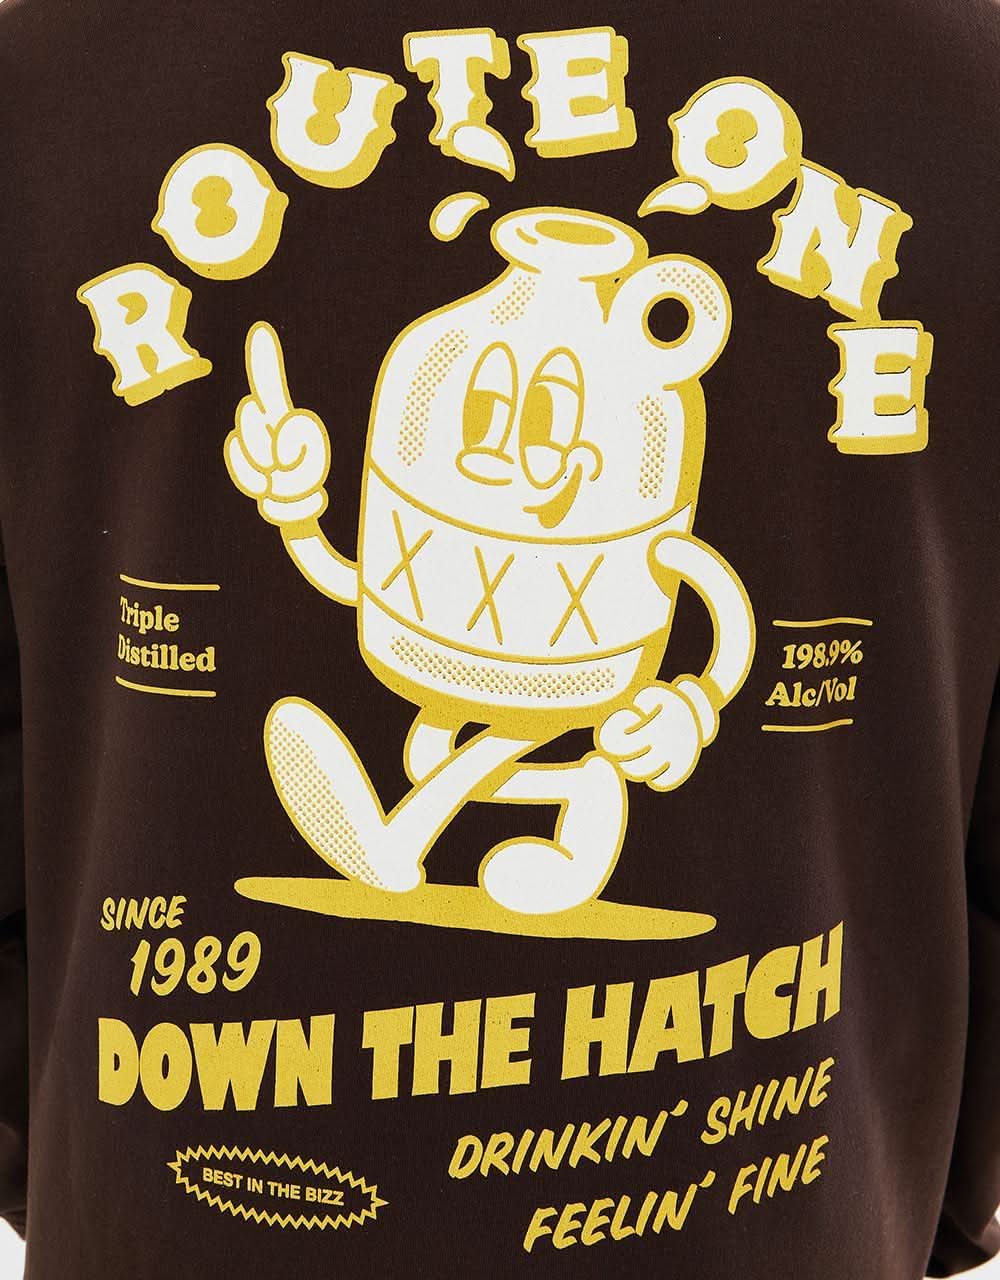 ROUTE ONE
XXX
Triple
Distilled
198.9%
Alc/Vol
SINCE
1989
DOWN THE HATCH
DRINKIN' SHINE
FEELIN' FINE
BEST IN THE BIZZ